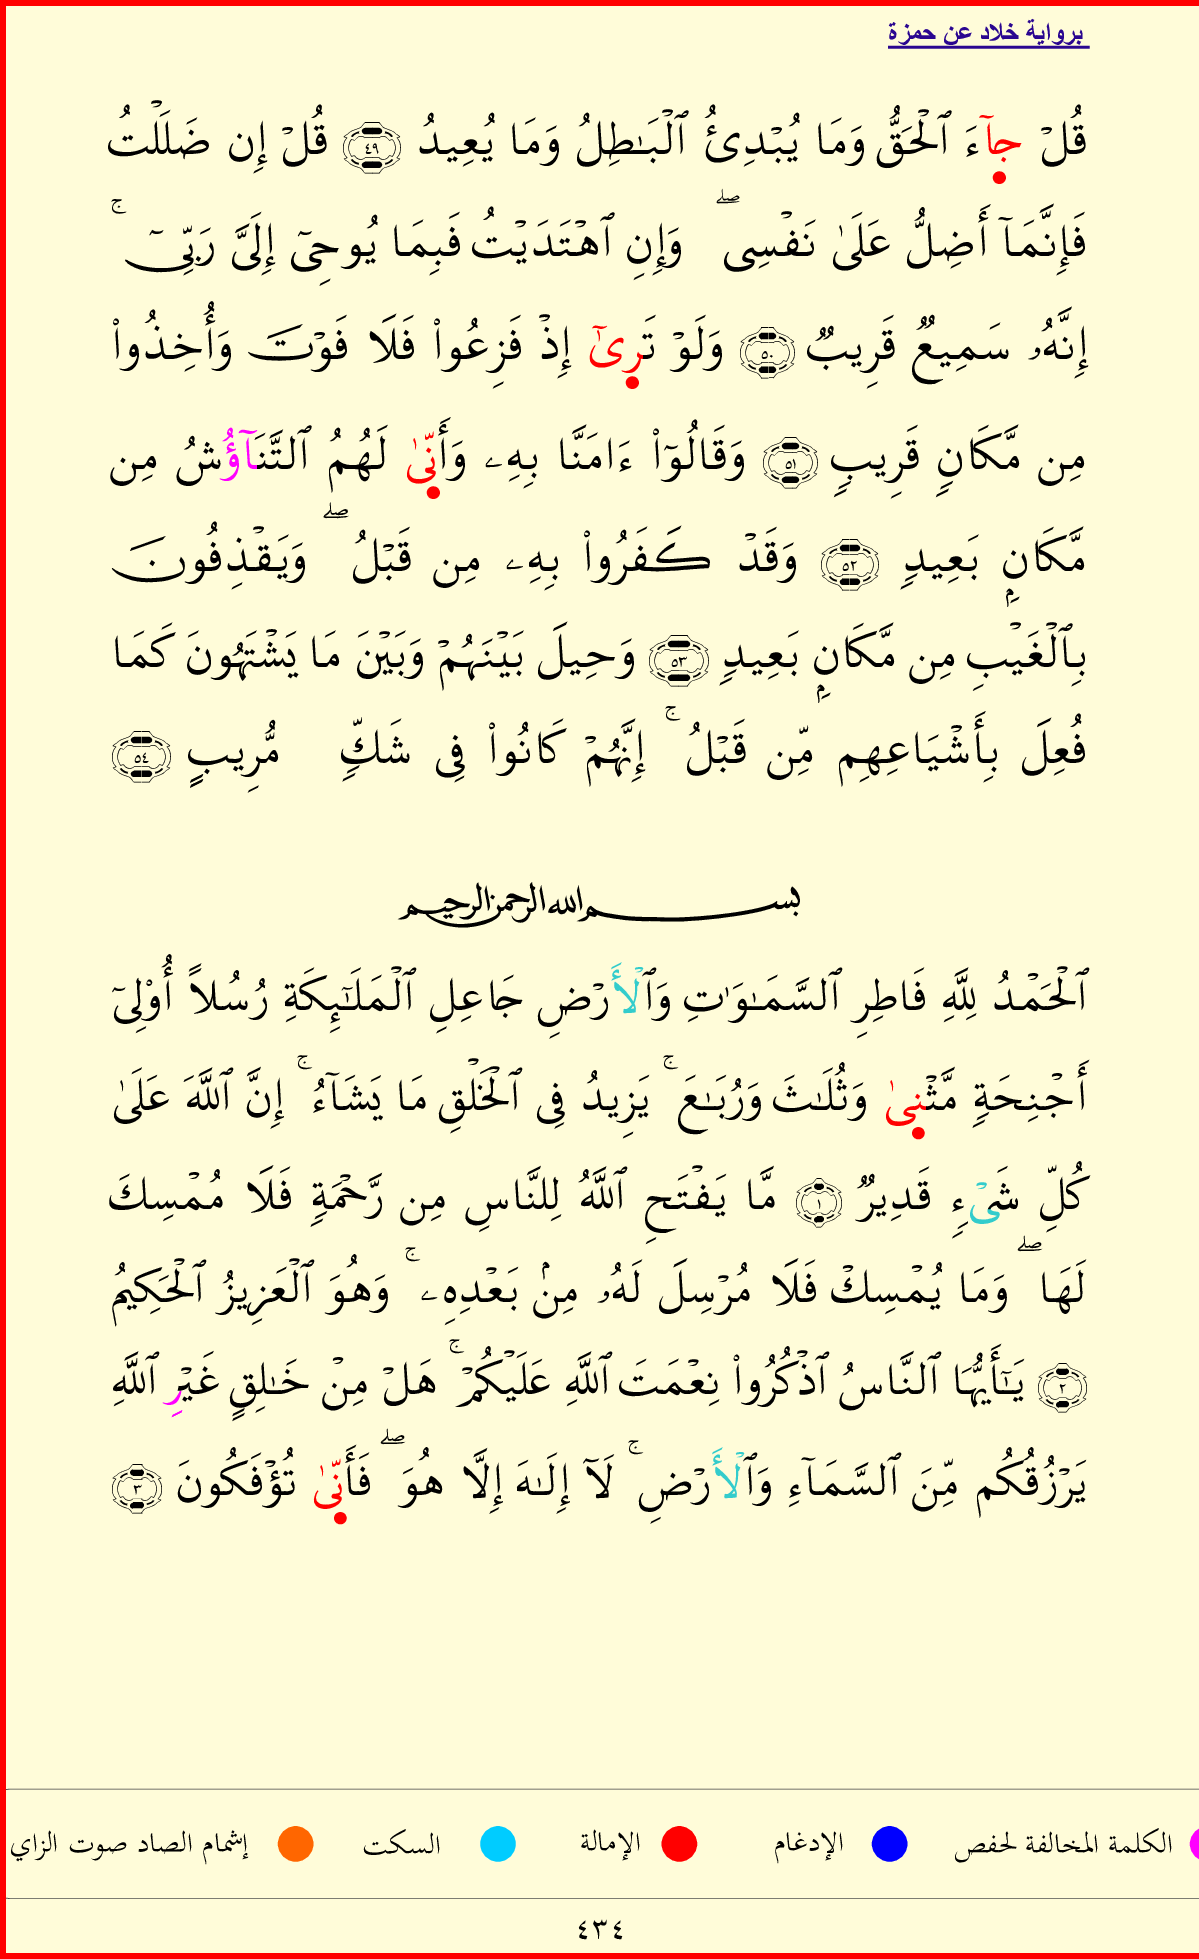 برواية خلاد عن حمزة
قُلۡ جَآءَ ٱلۡحَقُّ وَمَا يُبۡدِئُ ٱلۡبَٰطِلُ وَمَا يُعِيدُ ٤٩ قُلۡ إِن ضَلَلۡتُ
فَإِنَّمَآ أَضِلُّ عَلَىٰ نَفۡسِى ۖ وَإِنِ ٱهۡتَدَيۡتُ فَبِمَا يُوحِىٓ إِلَىَّ رَبِّىٓ ۚ
إِنَّهُۥ سَمِيعٌ قَرِيبٌ ٥٠ وَلَوۡ تَرِىٰٓ إِذۡ فَزِعُوا۟ فَلَا فَوۡتَ وَأُخِذُوا۟
مِن مَّكَانٍ قَرِيبٍ ٥١ وَقَالُوٓا۟ ءَامَنَّا بِهِۦ وَأَنِّىٰ لَهُمُ ٱلتَّنَآؤُشُ مِن
مَّكَانِۭ بَعِيدٍ ٥٢ وَقَدۡ كَفَرُوا۟ بِهِۦ مِن قَبۡلُ ۖ وَيَقۡذِفُونَ
بِٱلۡغَيۡبِ مِن مَّكَانِۭ بَعِيدٍ ٥٣ وَحِيلَ بَيۡنَهُمۡ وَبَيۡنَ مَا يَشۡتَهُونَ كَمَا
فُعِلَ بِأَشۡيَاعِهِم مِّن قَبۡلُ ۚ إِنَّهُمۡ كَانُوا۟ فِى شَكٍّ مُّرِيبٍ ٥٤
بسم الله الرحمن الرحيم
ٱلۡحَمۡدُ لِلَّهِ فَاطِرِ ٱلسَّمَٰوَٰتِ وَٱلۡأَرۡضِ جَاعِلِ ٱلۡمَلَٰٓئِكَةِ رُسُلًا أُو۟لِىٓ
أَجۡنِحَةٍ مَّثۡنِىٰ وَثُلَٰثَ وَرُبَٰعَ ۚ يَزِيدُ فِى ٱلۡخَلۡقِ مَا يَشَآءُ ۚ إِنَّ ٱللَّهَ عَلَىٰ
كُلِّ شَىۡءٍ قَدِيرٌ ١ مَّا يَفۡتَحِ ٱللَّهُ لِلنَّاسِ مِن رَّحۡمَةٍ فَلَا مُمۡسِكَ
لَهَا ۖ وَمَا يُمۡسِكۡ فَلَا مُرۡسِلَ لَهُۥ مِنۢ بَعۡدِهِۦ ۚ وَهُوَ ٱلۡعَزِيزُ ٱلۡحَكِيمُ
٢ يَٰٓأَيُّهَا ٱلنَّاسُ ٱذۡكُرُوا۟ نِعۡمَتَ ٱللَّهِ عَلَيۡكُمۡ ۚ هَلۡ مِنۡ خَٰلِقٍ غَيۡرِ ٱللَّهِ
يَرۡزُقُكُم مِّنَ ٱلسَّمَآءِ وَٱلۡأَرۡضِ ۚ لَآ إِلَٰهَ إِلَّا هُوَ ۖ فَأَنِّىٰ تُؤۡفَكُونَ ٣
الكلمة المخالفة لحفص الإدغام الإمالة السكت إشمام الصاد صوت الزاي
٤٣٤